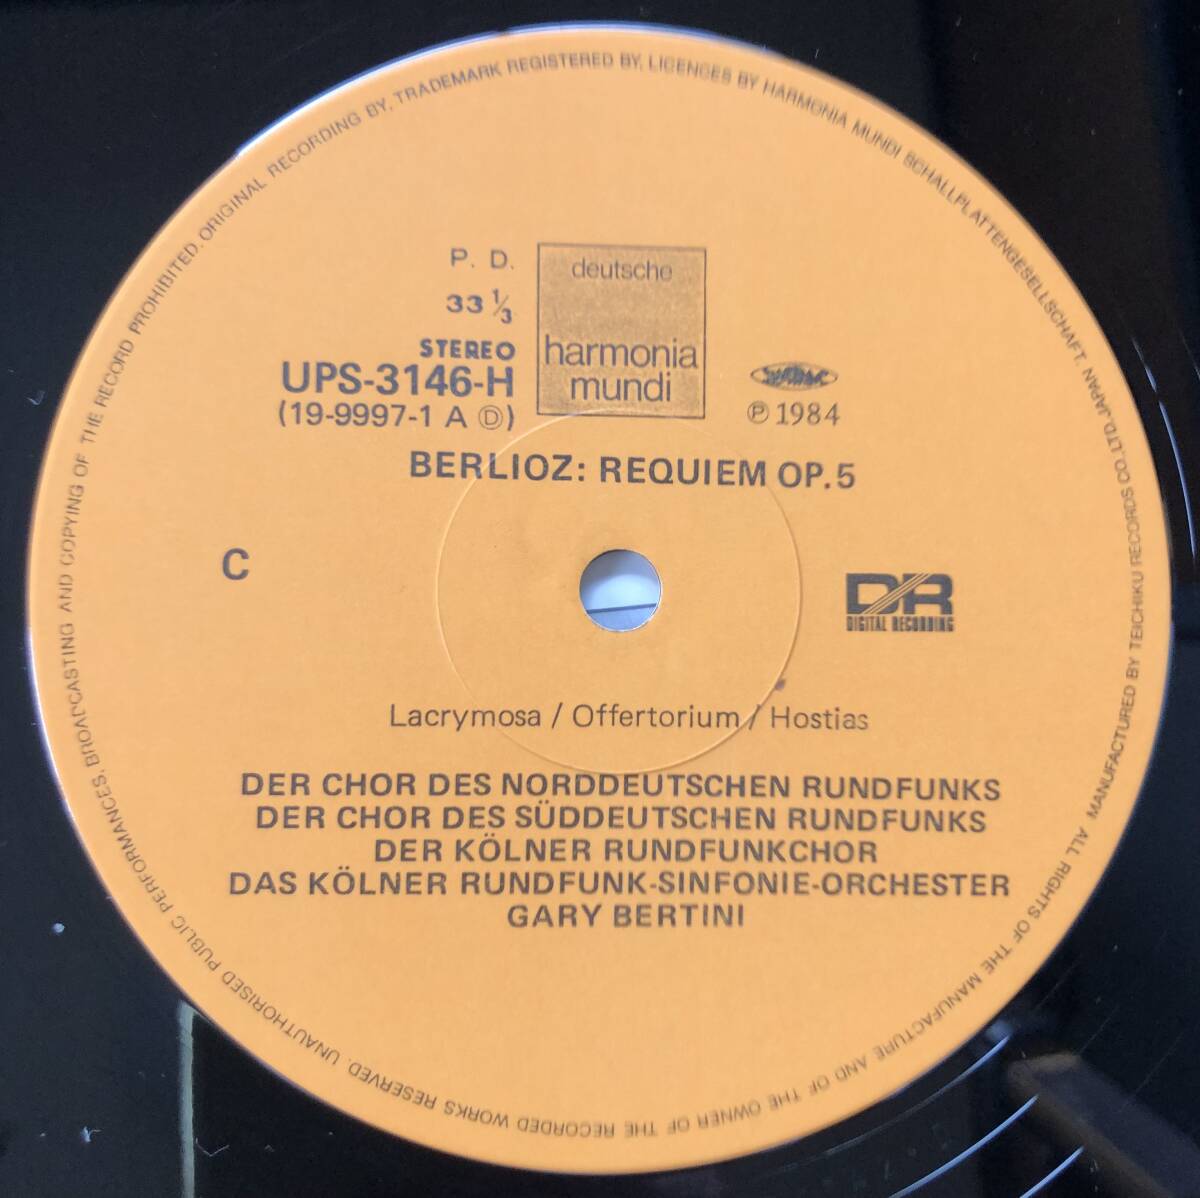 MANUFACTURED BY TEICHIKU RECORDS CO.,LTD.JAPAN ALL RIGHTS OF THE MANUFACTURE AND OF THE OWNER OF THE RECORDED WORKS RESERVED. UNAUTHORISED PUBLIC PERFORMANCES. BROADCASTING AND COPYING OF THE RECORD PROHIBITED. ORIGINAL RECORDING BY, TRADEMARK REGISTERED BY, LICENCES BY HARMONIA MUNDI SCHALLPLATTENGESELLSCHAFT.
P. D.
33 ⅓
STEREO
UPS-3146-H
(19-9997-1 A Ⓓ)
deutsche
harmonia
mundi
℗ 1984
BERLIOZ: REQUIEM OP.5
C
DR
DIGITAL RECORDING
Lacrymosa / Offertorium / Hostias
DER CHOR DES NORDDEUTSCHEN RUNDFUNKS
DER CHOR DES SÜDDEUTSCHEN RUNDFUNKS
DER KÖLNER RUNDFUNKCHOR
DAS KÖLNER RUNDFUNK-SINFONIE-ORCHESTER
GARY BERTINI